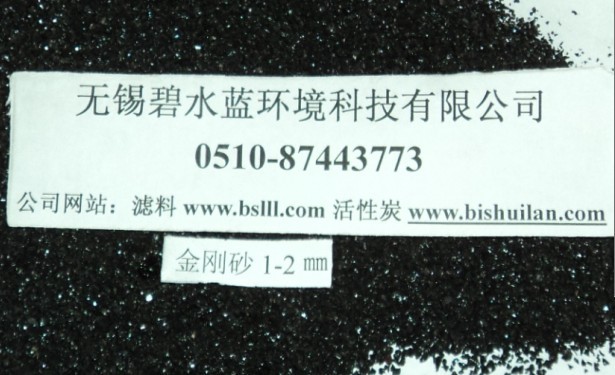 无锡碧水蓝环境科技有限公司
0510-87443773
公司网站：滤料 www.bslll.com 活性炭 www.bishuilan.com
金刚砂 1-2 ㎜